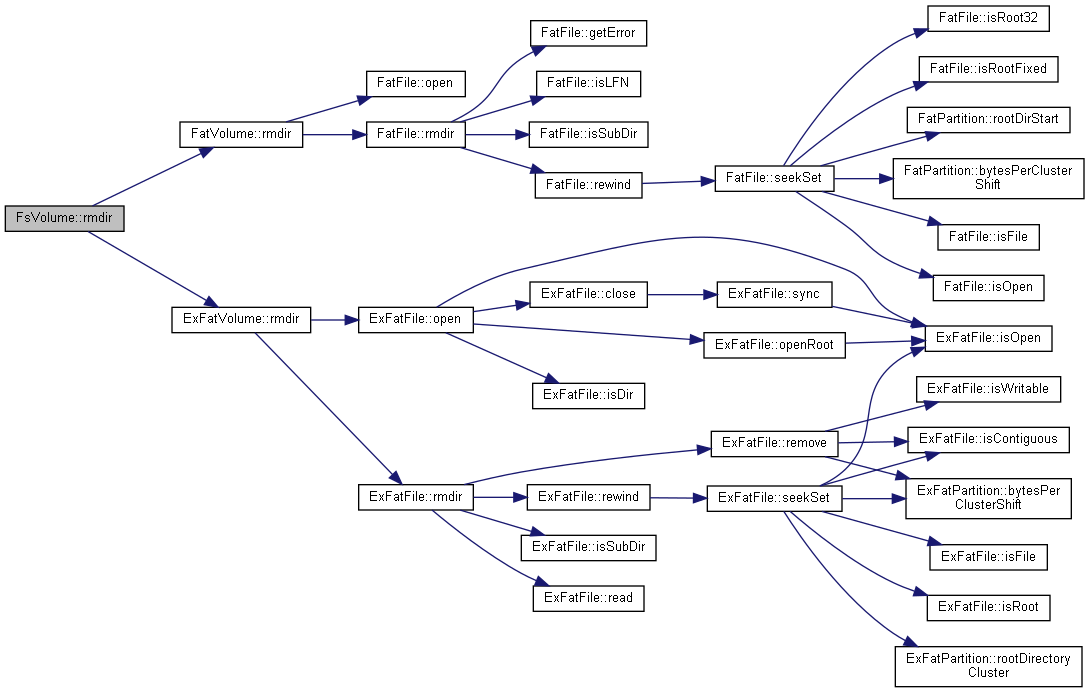 FatFile::isRoot32
FatFile::getError
FatFile::isRootFixed
FatFile::open
FatFile::isLFN
FatPartition::rootDirStart
FatVolume::rmdir
FatFile::rmdir
FatFile::isSubDir
FatPartition::bytesPerCluster
Shift
FatFile::rewind
FatFile::seekSet
FsVolume::rmdir
FatFile::isFile
FatFile::isOpen
ExFatFile::close
ExFatFile::sync
ExFatVolume::rmdir
ExFatFile::open
ExFatFile::openRoot
ExFatFile::isOpen
ExFatFile::isDir
ExFatFile::isWritable
ExFatFile::remove
ExFatFile::isContiguous
ExFatFile::rmdir
ExFatFile::rewind
ExFatFile::seekSet
ExFatPartition::bytesPer
ClusterShift
ExFatFile::isSubDir
ExFatFile::isFile
ExFatFile::read
ExFatFile::isRoot
ExFatPartition::rootDirectory
Cluster